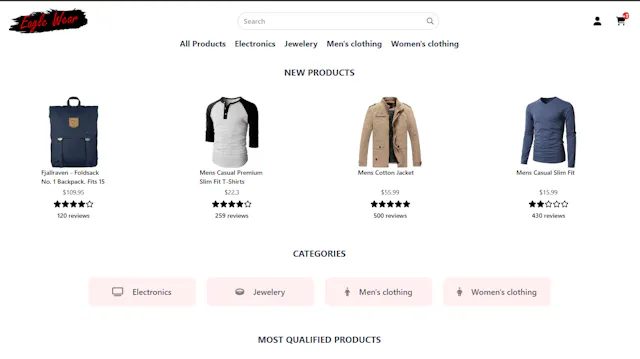 Eagle Wear
Search
All Products Electronics Jewelery Men's clothing Women's clothing
NEW PRODUCTS
Fjallraven - Foldsack
No. 1 Backpack, Fits 15
$109.95
120 reviews
Mens Casual Premium
Slim Fit T-Shirts
$22.3
259 reviews
Mens Cotton Jacket
$55.99
500 reviews
Mens Casual Slim Fit
$15.99
430 reviews
CATEGORIES
Electronics Jewelery Men's clothing Women's clothing
MOST QUALIFIED PRODUCTS